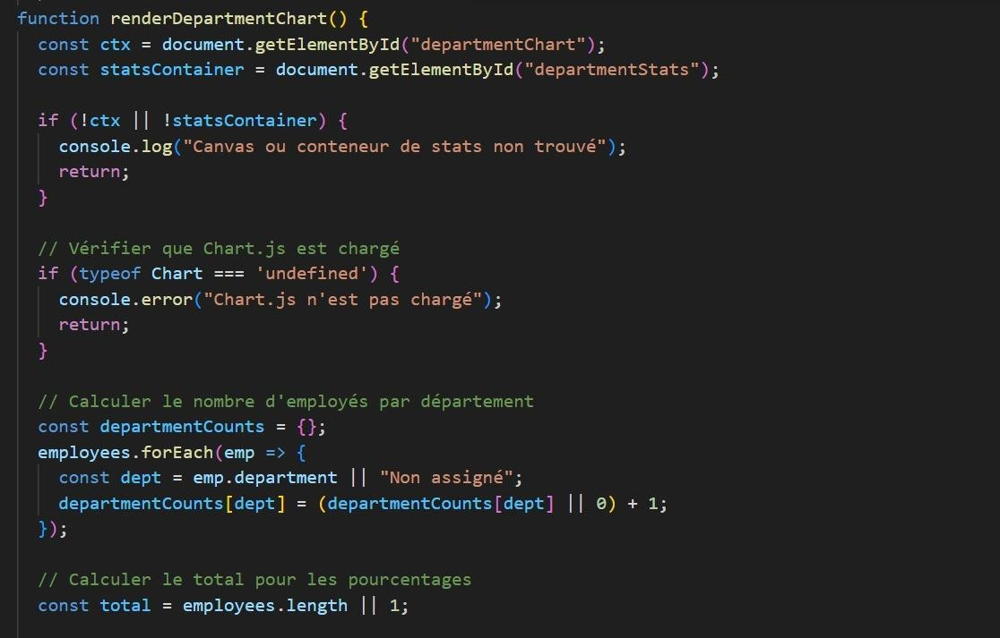 function renderDepartmentChart() {
const ctx = document.getElementById("departmentChart");
const statsContainer = document.getElementById("departmentStats");
if (!ctx || !statsContainer) {
console.log("Canvas ou conteneur de stats non trouvé");
return;
}
// Vérifier que Chart.js est chargé
if (typeof Chart === 'undefined') {
console.error("Chart.js n'est pas chargé");
return;
}
// Calculer le nombre d'employés par département
const departmentCounts = {};
employees.forEach(emp => {
const dept = emp.department || "Non assigné";
departmentCounts[dept] = (departmentCounts[dept] || 0) + 1;
});
// Calculer le total pour les pourcentages
const total = employees.length || 1;